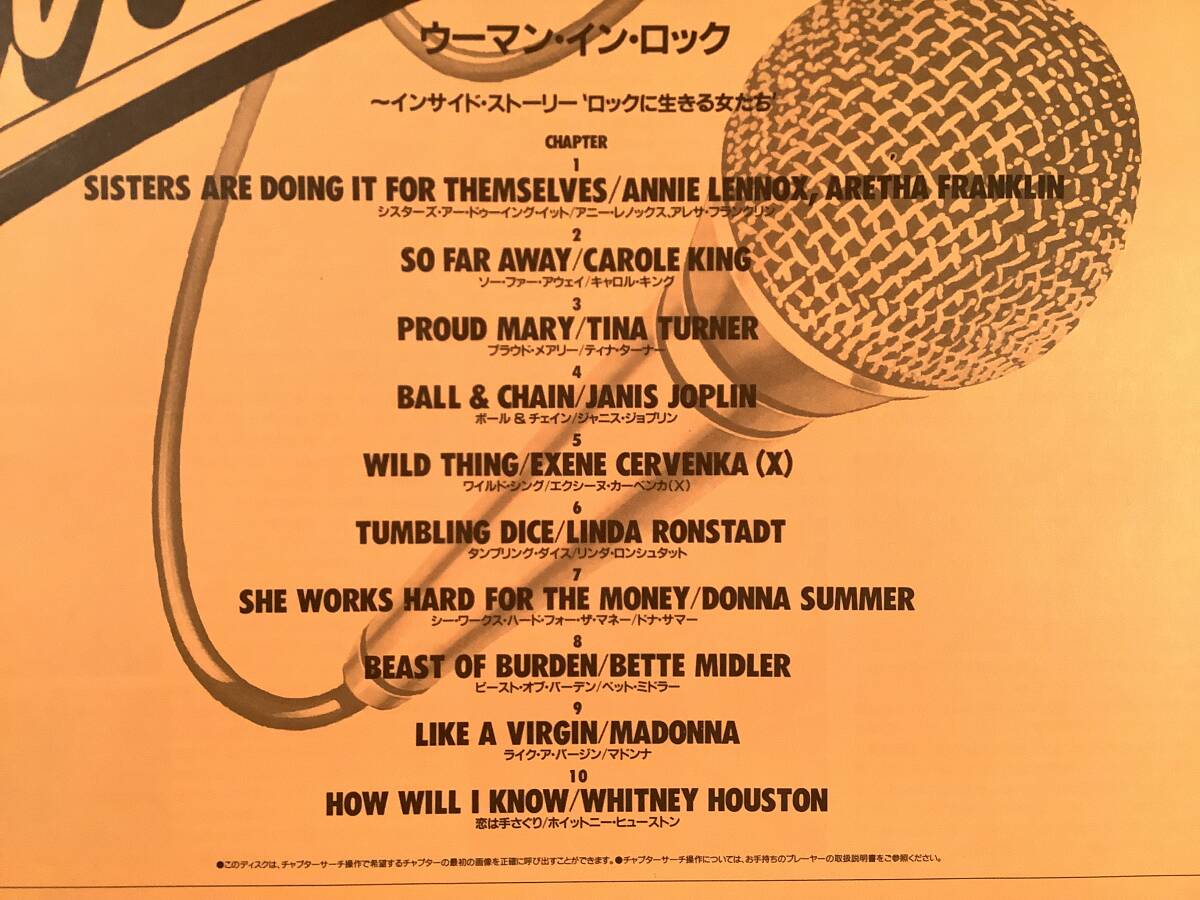 ウーマン・イン・ロック
〜インサイド・ストーリー‘ロックに生きる女たち’
CHAPTER
1
SISTERS ARE DOING IT FOR THEMSELVES/ANNIE LENNOX, ARETHA FRANKLIN
シスターズ・アー・ドゥーイング・イット/アニー・レノックス,アレサ・フランクリン
2
SO FAR AWAY/CAROLE KING
ソー・ファー・アウェイ/キャロル・キング
3
PROUD MARY/TINA TURNER
プラウド・メアリー/ティナ・ターナー
4
BALL & CHAIN/JANIS JOPLIN
ボール & チェイン/ジャニス・ジョプリン
5
WILD THING/EXENE CERVENKA (X)
ワイルド・シング/エクシーヌ・カーベンカ(X)
6
TUMBLING DICE/LINDA RONSTADT
タンブリング・ダイス/リンダ・ロンシュタット
7
SHE WORKS HARD FOR THE MONEY/DONNA SUMMER
シー・ワークス・ハード・フォー・ザ・マネー/ドナ・サマー
8
BEAST OF BURDEN/BETTE MIDLER
ビースト・オブ・バーデン/ベット・ミドラー
9
LIKE A VIRGIN/MADONNA
ライク・ア・バージン/マドンナ
10
HOW WILL I KNOW/WHITNEY HOUSTON
恋は手さぐり/ホイットニー・ヒューストン
●このディスクは、チャプターサーチ操作で希望するチャプターの最初の画像を正確に呼び出すことができます。●チャプターサーチ操作については、お手持ちのプレーヤーの取扱説明書をご参照ください。